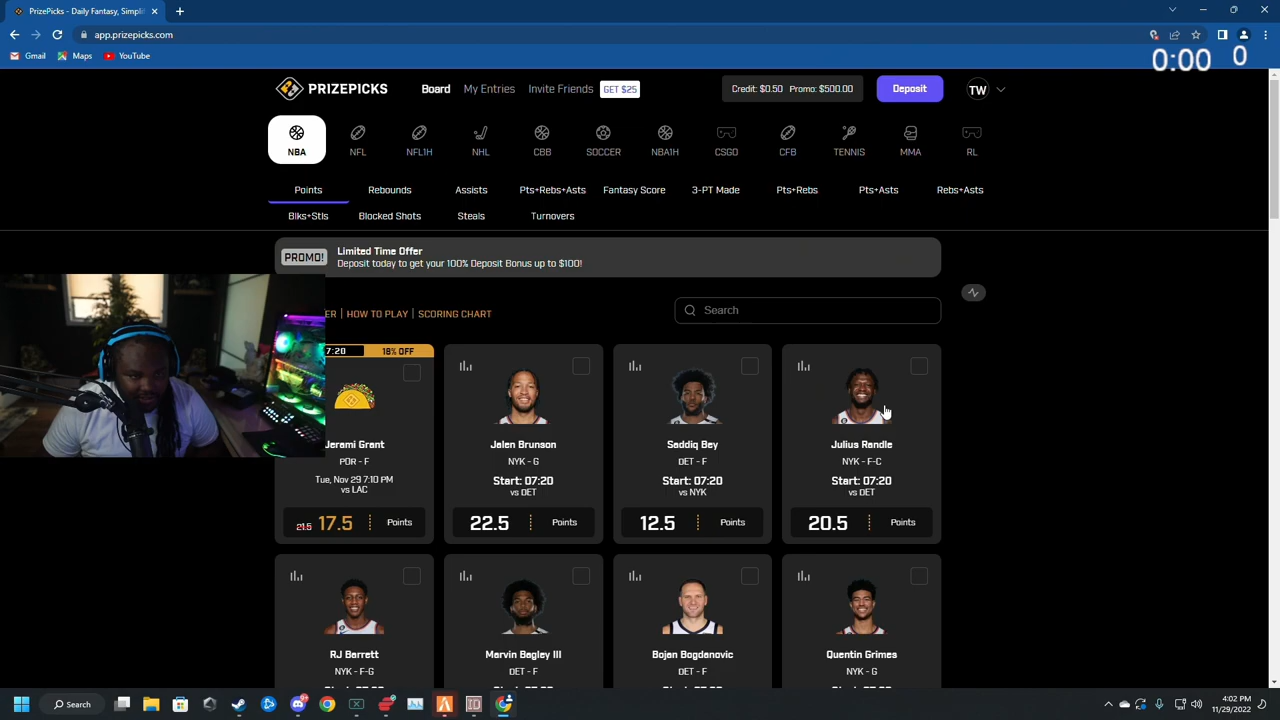 PrizePicks - Daily Fantasy, Simplif
app.prizepicks.com
Gmail Maps YouTube
0:00 0
PRIZEPICKS Board My Entries Invite Friends GET $25 Credit: $0.50 Promo: $500.00 Deposit TW
NBA NFL NFL1H NHL CBB SOCCER NBA1H CSGO CFB TENNIS MMA RL
Points Rebounds Assists Pts+Rebs+Asts Fantasy Score 3-PT Made Pts+Rebs Pts+Asts Rebs+Asts
Blks+Stls Blocked Shots Steals Turnovers
PROMO! Limited Time Offer
Deposit today to get your 100% Deposit Bonus up to $100!
ER | HOW TO PLAY | SCORING CHART Search
7:20 18% OFF
Jerami Grant
POR - F
Tue, Nov 29 7:10 PM
vs LAC
21.5 17.5 Points
Jalen Brunson
NYK - G
Start: 07:20
vs DET
22.5 Points
Saddiq Bey
DET - F
Start: 07:20
vs NYK
12.5 Points
Julius Randle
NYK - F-C
Start: 07:20
vs DET
20.5 Points
RJ Barrett
NYK - F-G
Marvin Bagley III
DET - F
Bojan Bogdanovic
DET - F
Quentin Grimes
NYK - G
Search
4:02 PM
11/29/2022